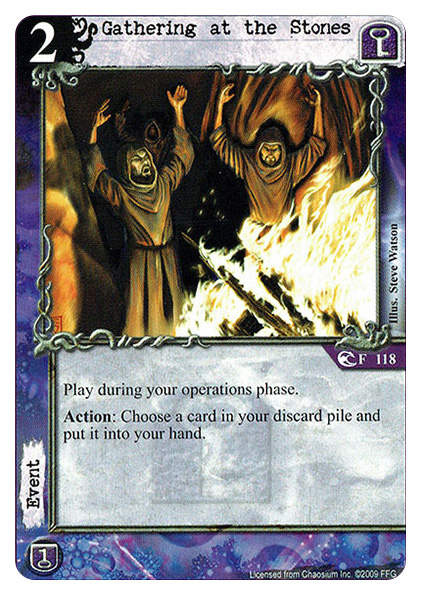 2
Gathering at the Stones
Illus. Steve Watson
F 118
Play during your operations phase.
Action: Choose a card in your discard pile and
put it into your hand.
Event
1
Licensed from Chaosium Inc. ©2009 FFG